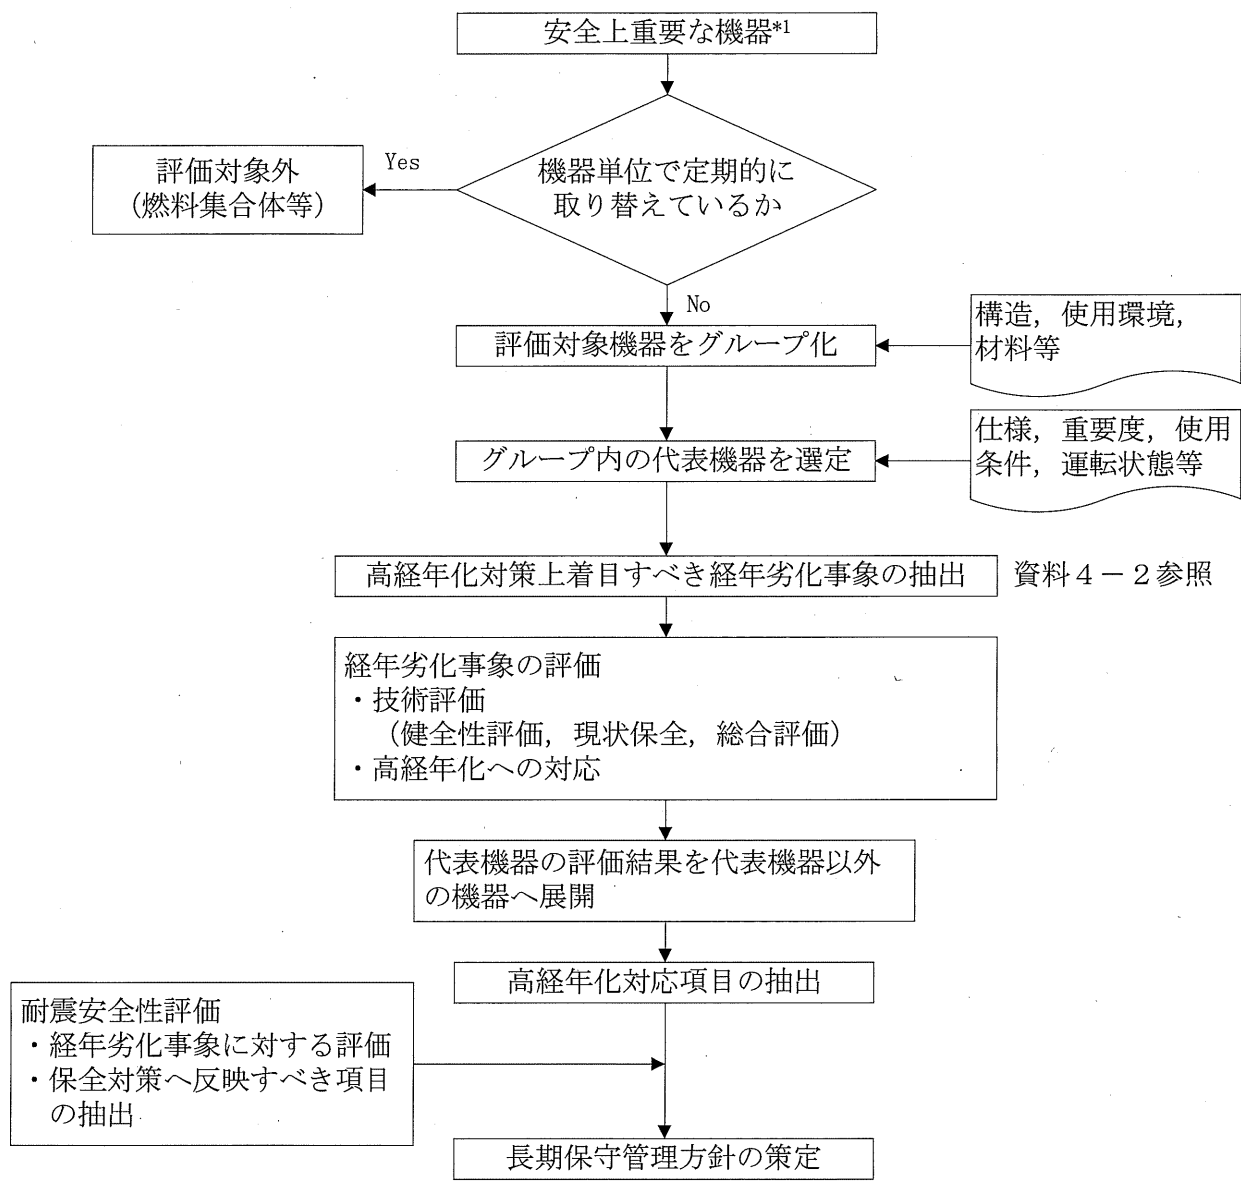 安全上重要な機器*1
機器単位で定期的に
取り替えているか
Yes
評価対象外
（燃料集合体等）
No
評価対象機器をグループ化
構造，使用環境，
材料等
グループ内の代表機器を選定
仕様，重要度，使用
条件，運転状態等
高経年化対策上着目すべき経年劣化事象の抽出
資料４－２参照
経年劣化事象の評価
・技術評価
（健全性評価，現状保全，総合評価）
・高経年化への対応
代表機器の評価結果を代表機器以外
の機器へ展開
高経年化対応項目の抽出
耐震安全性評価
・経年劣化事象に対する評価
・保全対策へ反映すべき項目
の抽出
長期保守管理方針の策定